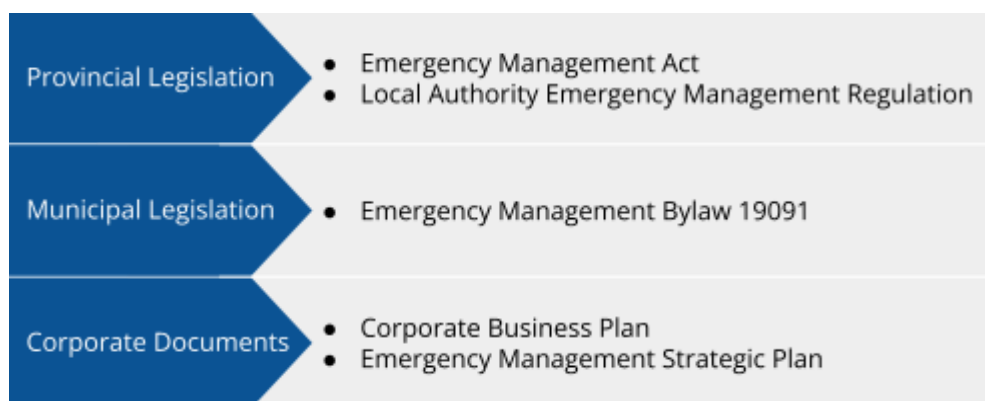 Provincial Legislation
● Emergency Management Act
● Local Authority Emergency Management Regulation
Municipal Legislation
● Emergency Management Bylaw 19091
Corporate Documents
● Corporate Business Plan
● Emergency Management Strategic Plan